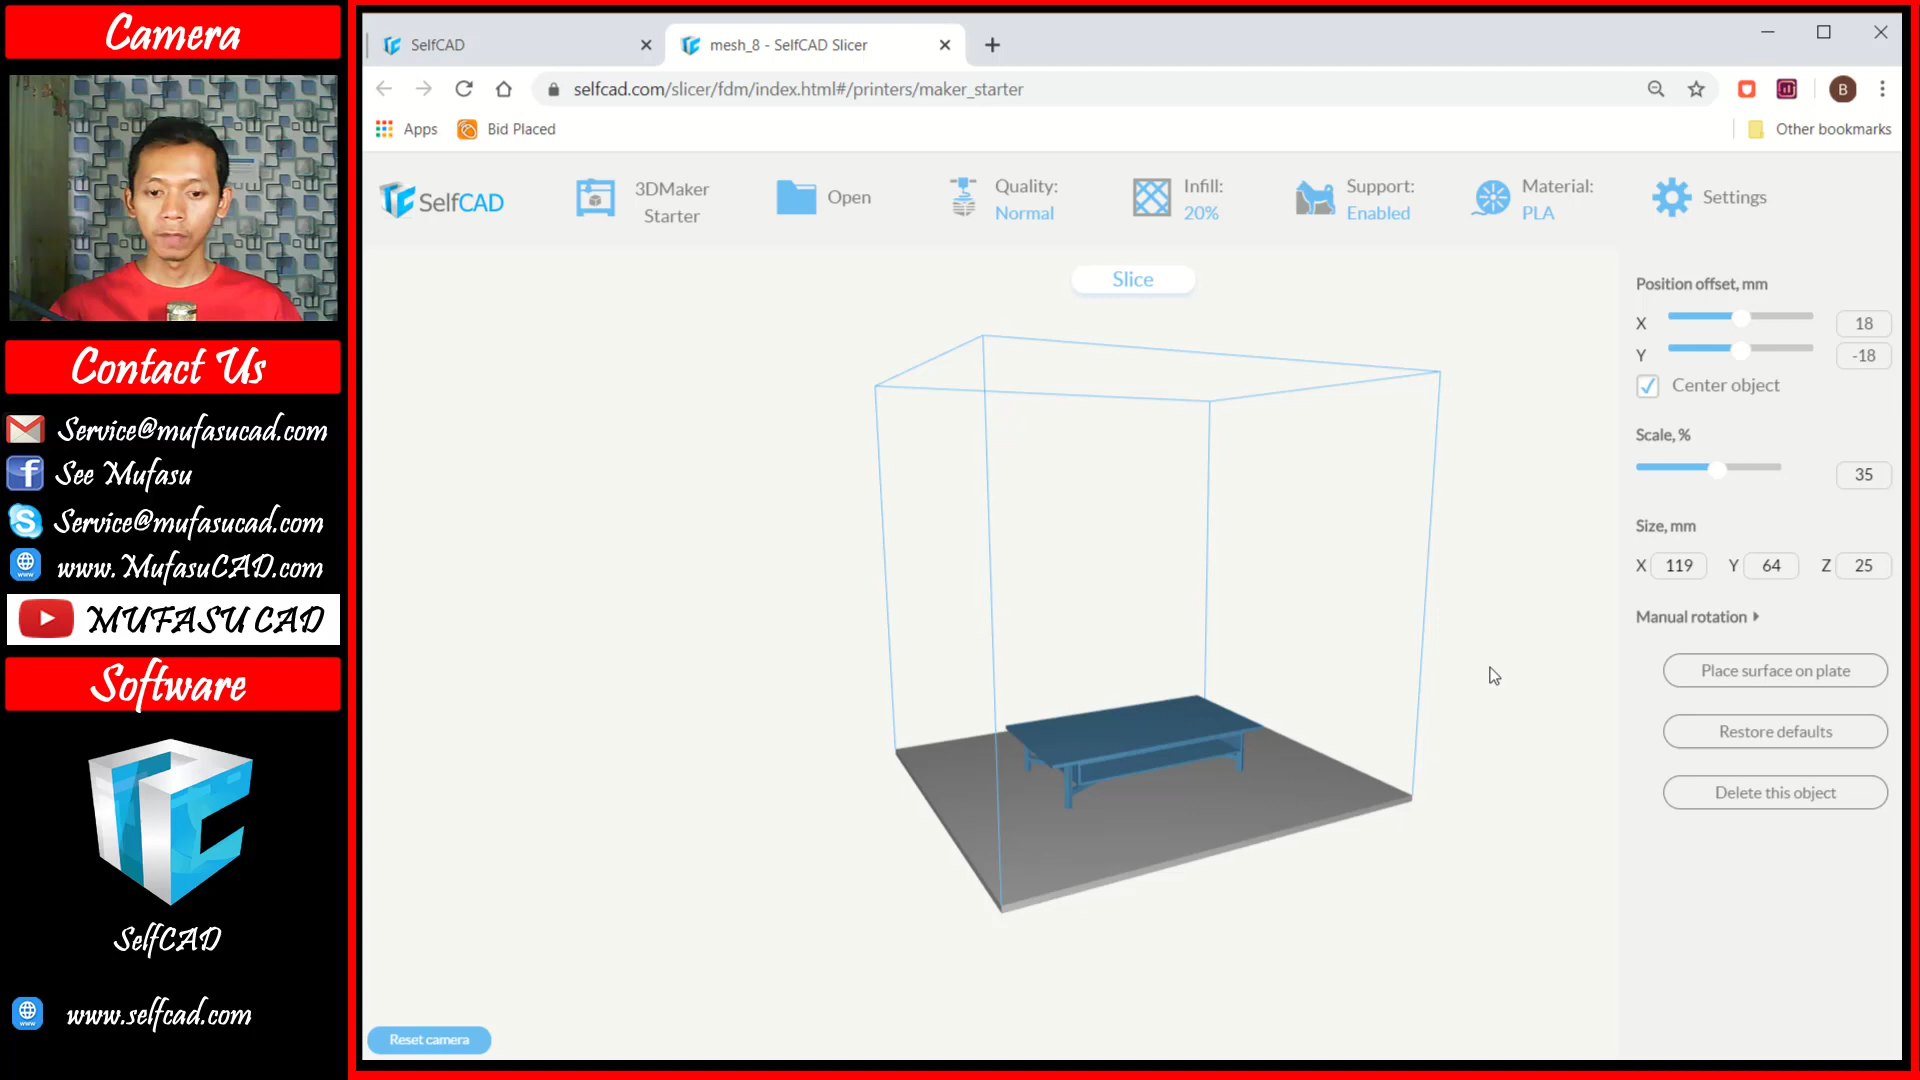 Camera
Contact Us
Service@mufasucad.com
See Mufasu
Service@mufasucad.com
www.MufasuCAD.com
MUFASU CAD
Software
SelfCAD
www.selfcad.com
SelfCAD
mesh_8 - SelfCAD Slicer
selfcad.com/slicer/fdm/index.html#/printers/maker_starter
B
Apps
Bid Placed
Other bookmarks
SelfCAD
3DMaker
Starter
Open
Quality:
Normal
Infill:
20%
Support:
Enabled
Material:
PLA
Settings
Slice
Position offset, mm
X 18
Y -18
Center object
Scale, %
35
Size, mm
X 119 Y 64 Z 25
Manual rotation
Place surface on plate
Restore defaults
Delete this object
Reset camera